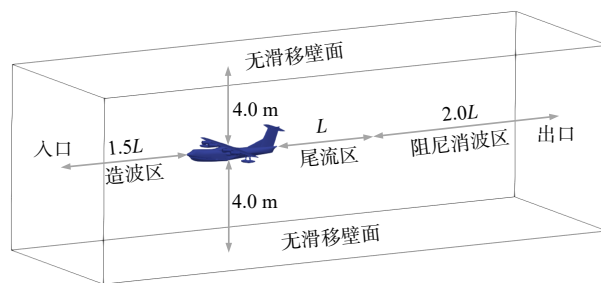 无滑移壁面
4.0 m
入口
1.5L
造波区
L
尾流区
2.0L
阻尼消波区
出口
4.0 m
无滑移壁面